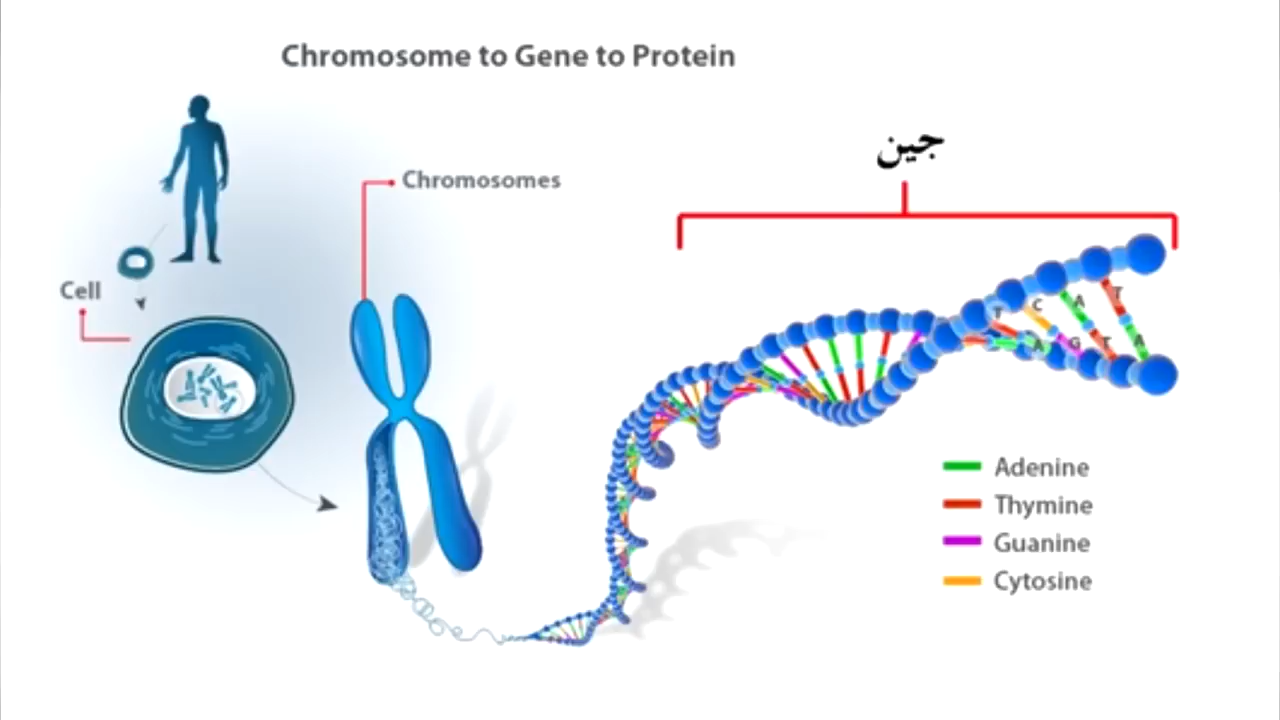 Chromosome to Gene to Protein
جين
Chromosomes
Cell
T C A T
A G T A
Adenine
Thymine
Guanine
Cytosine